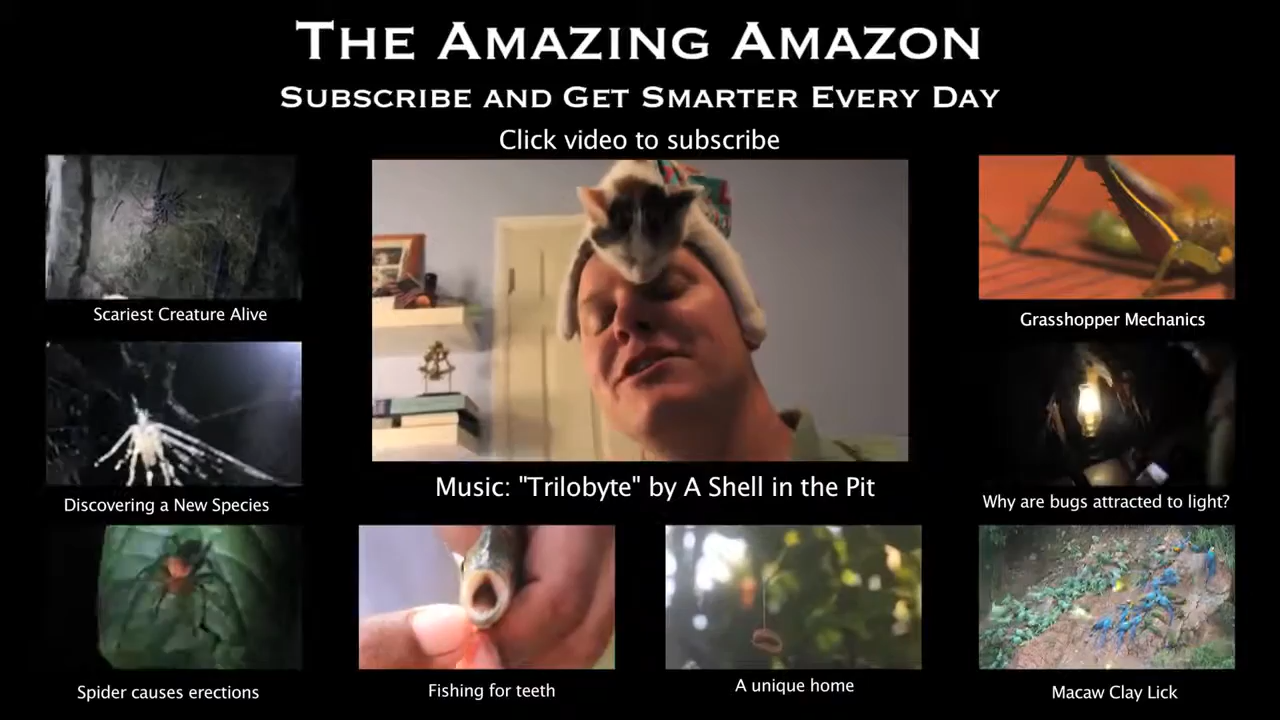 The Amazing Amazon
Subscribe and Get Smarter Every Day
Click video to subscribe
Scariest Creature Alive
Grasshopper Mechanics
Music: "Trilobyte" by A Shell in the Pit
Discovering a New Species
Why are bugs attracted to light?
Spider causes erections
Fishing for teeth
A unique home
Macaw Clay Lick